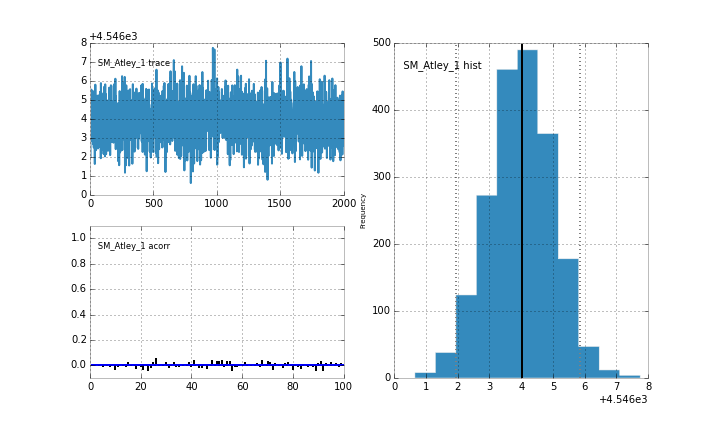 +4.546e3
8
7
6
5
4
3
2
1
0
SM_Atley_1 trace
0 500 1000 1500 2000
1.0
0.8
0.6
0.4
0.2
0.0
SM_Atley_1 acorr
0 20 40 60 80 100
500
400
300
200
100
0
Frequency
SM_Atley_1 hist
0 1 2 3 4 5 6 7 8
+4.546e3